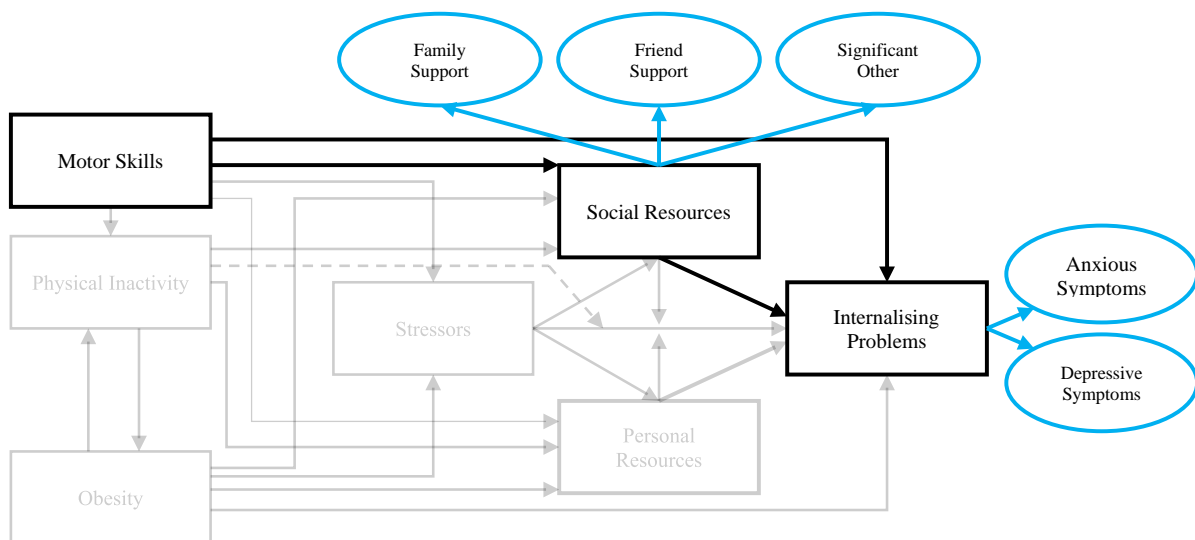 Family
Support
Friend
Support
Significant
Other
Motor Skills
Social Resources
Physical Inactivity
Stressors
Internalising
Problems
Anxious
Symptoms
Depressive
Symptoms
Personal
Resources
Obesity